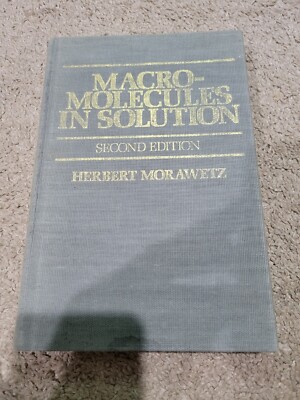 MACRO-
MOLECULES
IN SOLUTION
SECOND EDITION
HERBERT MORAWETZ